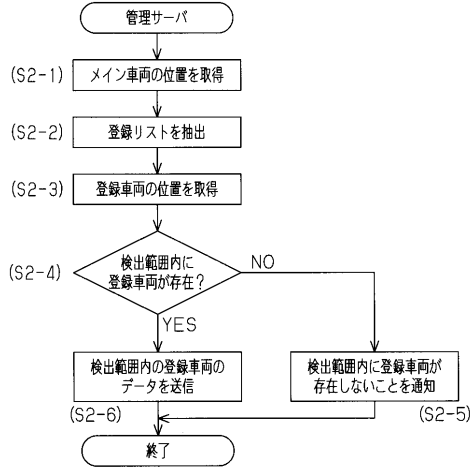 管理サーバ
(S2-1)
メイン車両の位置を取得
(S2-2)
登録リストを抽出
(S2-3)
登録車両の位置を取得
(S2-4)
検出範囲内に
登録車両が存在?
NO
YES
検出範囲内の登録車両の
データを送信
(S2-6)
検出範囲内に登録車両が
存在しないことを通知
(S2-5)
終了